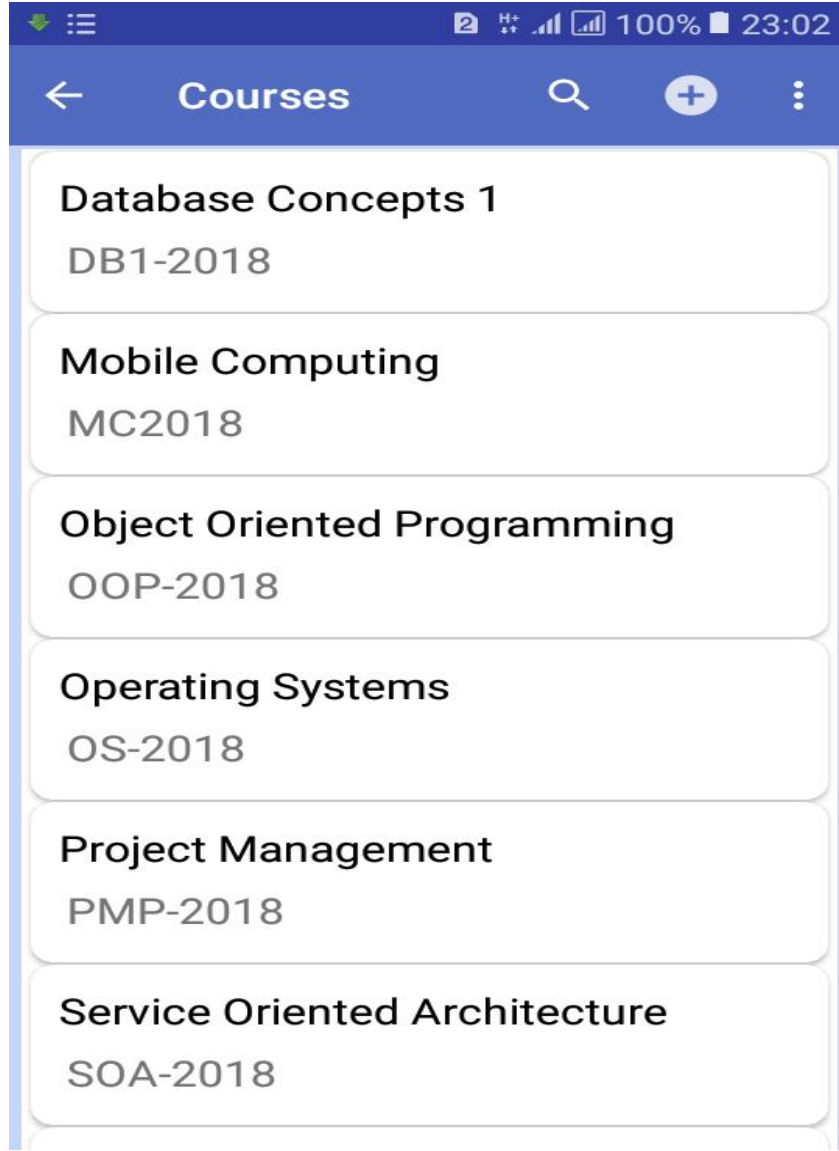 2 H+ 100% 23:02
Courses
Database Concepts 1
DB1-2018
Mobile Computing
MC2018
Object Oriented Programming
OOP-2018
Operating Systems
OS-2018
Project Management
PMP-2018
Service Oriented Architecture
SOA-2018